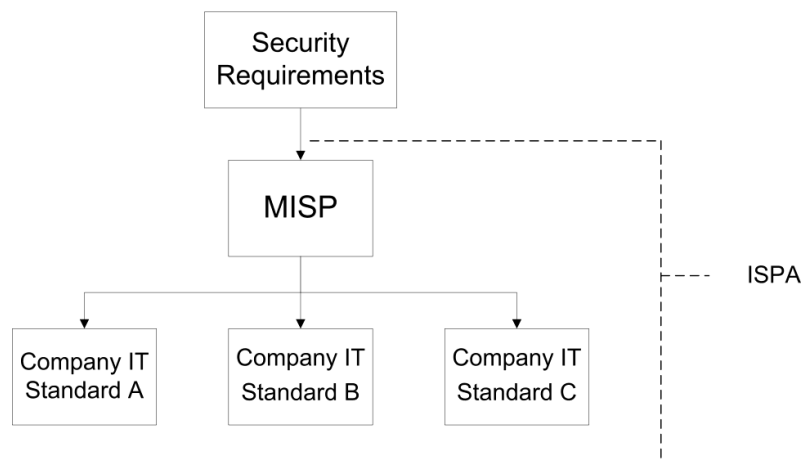 Security
Requirements
MISP
ISPA
Company IT
Standard A
Company IT
Standard B
Company IT
Standard C